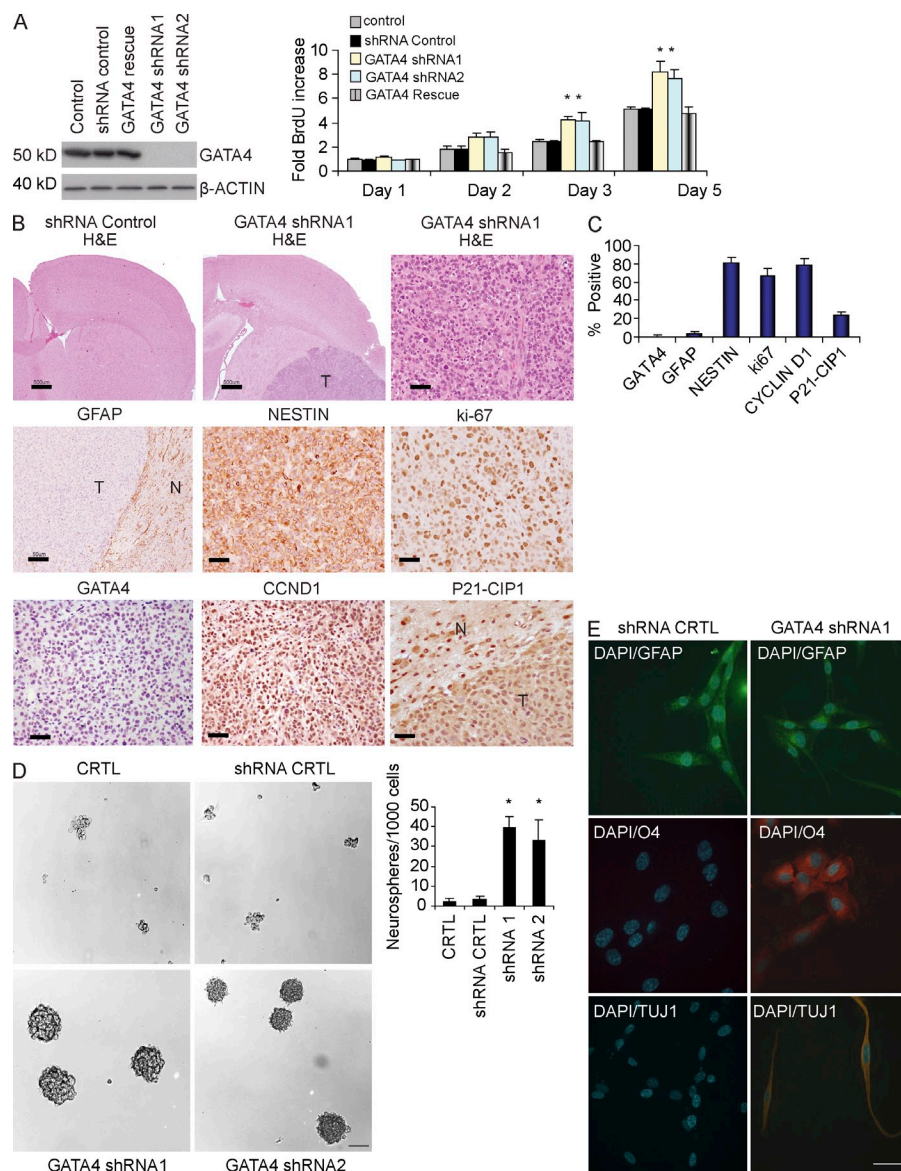 A
Control
shRNA control
GATA4 rescue
GATA4 shRNA1
GATA4 shRNA2
50 kD
GATA4
40 kD
β-ACTIN
control
shRNA Control
GATA4 shRNA1
GATA4 shRNA2
GATA4 Rescue
Fold BrdU increase
10
8
6
4
2
0
* *
* *
Day 1 Day 2 Day 3 Day 5
B
shRNA Control
H&E
GATA4 shRNA1
H&E
GATA4 shRNA1
H&E
500um
500um
T
GFAP
NESTIN
ki-67
T
N
50um
GATA4
CCND1
P21-CIP1
N
T
C
% Positive
100
80
60
40
20
0
GATA4
GFAP
NESTIN
ki67
CYCLIN D1
P21-CIP1
D
CRTL
shRNA CRTL
GATA4 shRNA1
GATA4 shRNA2
Neurospheres/1000 cells
50
40
30
20
10
0
* *
CRTL
shRNA CRTL
shRNA 1
shRNA 2
E
shRNA CRTL
GATA4 shRNA1
DAPI/GFAP
DAPI/GFAP
DAPI/O4
DAPI/O4
DAPI/TUJ1
DAPI/TUJ1